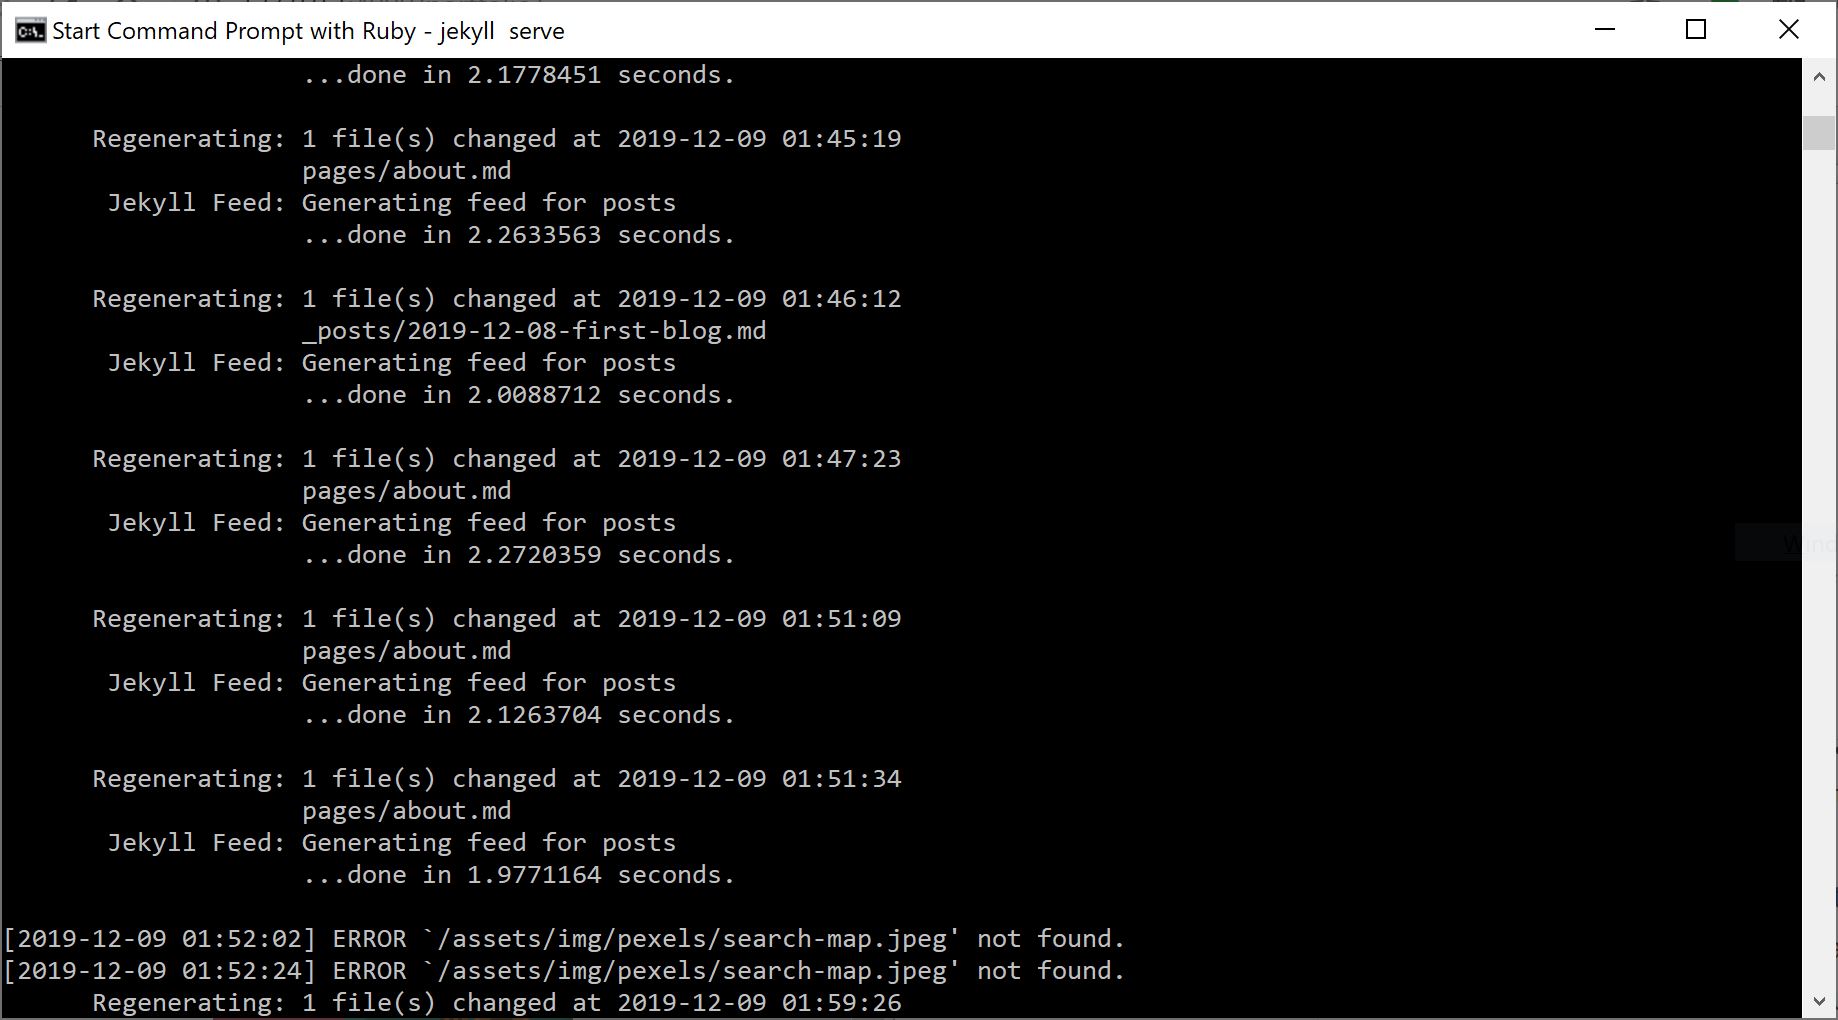 Start Command Prompt with Ruby - jekyll  serve
...done in 2.1778451 seconds.
Regenerating: 1 file(s) changed at 2019-12-09 01:45:19
pages/about.md
Jekyll Feed: Generating feed for posts
...done in 2.2633563 seconds.
Regenerating: 1 file(s) changed at 2019-12-09 01:46:12
_posts/2019-12-08-first-blog.md
Jekyll Feed: Generating feed for posts
...done in 2.0088712 seconds.
Regenerating: 1 file(s) changed at 2019-12-09 01:47:23
pages/about.md
Jekyll Feed: Generating feed for posts
...done in 2.2720359 seconds.
Regenerating: 1 file(s) changed at 2019-12-09 01:51:09
pages/about.md
Jekyll Feed: Generating feed for posts
...done in 2.1263704 seconds.
Regenerating: 1 file(s) changed at 2019-12-09 01:51:34
pages/about.md
Jekyll Feed: Generating feed for posts
...done in 1.9771164 seconds.
[2019-12-09 01:52:02] ERROR `/assets/img/pexels/search-map.jpeg' not found.
[2019-12-09 01:52:24] ERROR `/assets/img/pexels/search-map.jpeg' not found.
Regenerating: 1 file(s) changed at 2019-12-09 01:59:26